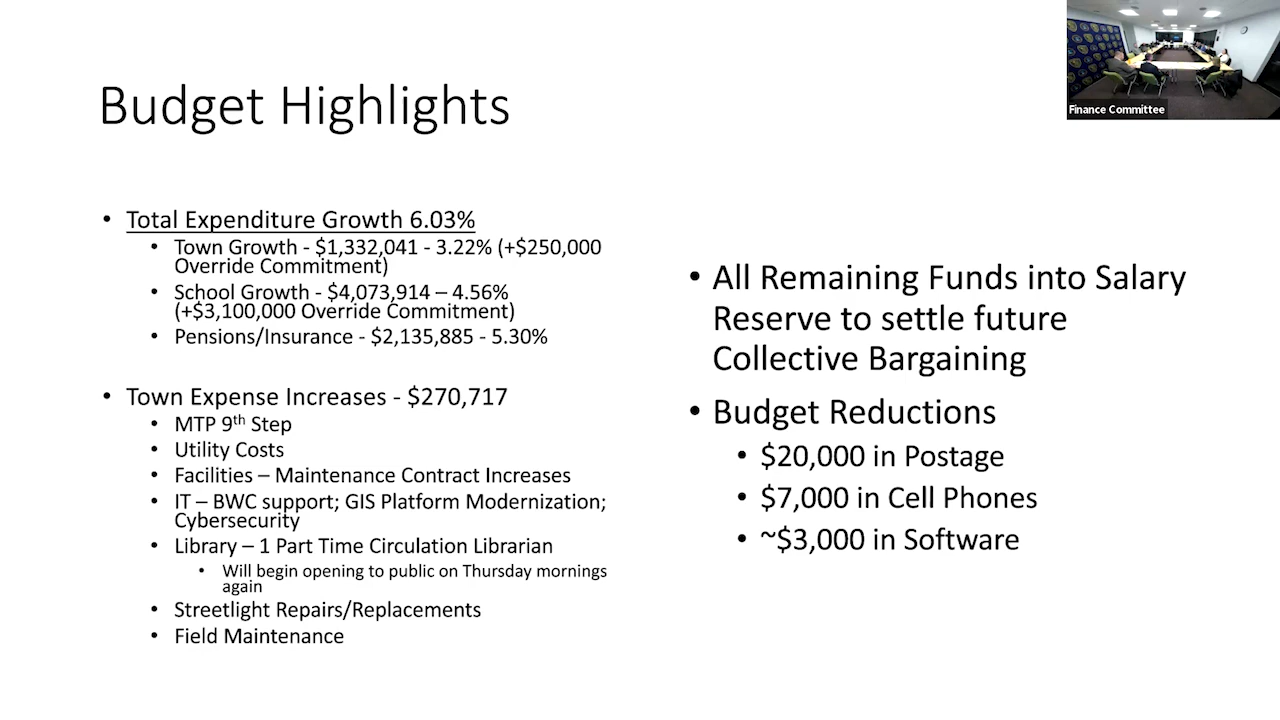 Finance Committee
Budget Highlights
• Total Expenditure Growth 6.03%
• Town Growth - $1,332,041 - 3.22% (+$250,000
Override Commitment)
• School Growth - $4,073,914 – 4.56%
(+$3,100,000 Override Commitment)
• Pensions/Insurance - $2,135,885 - 5.30%
• Town Expense Increases - $270,717
• MTP 9th Step
• Utility Costs
• Facilities – Maintenance Contract Increases
• IT – BWC support; GIS Platform Modernization;
Cybersecurity
• Library – 1 Part Time Circulation Librarian
• Will begin opening to public on Thursday mornings
again
• Streetlight Repairs/Replacements
• Field Maintenance
• All Remaining Funds into Salary
Reserve to settle future
Collective Bargaining
• Budget Reductions
• $20,000 in Postage
• $7,000 in Cell Phones
• ~$3,000 in Software